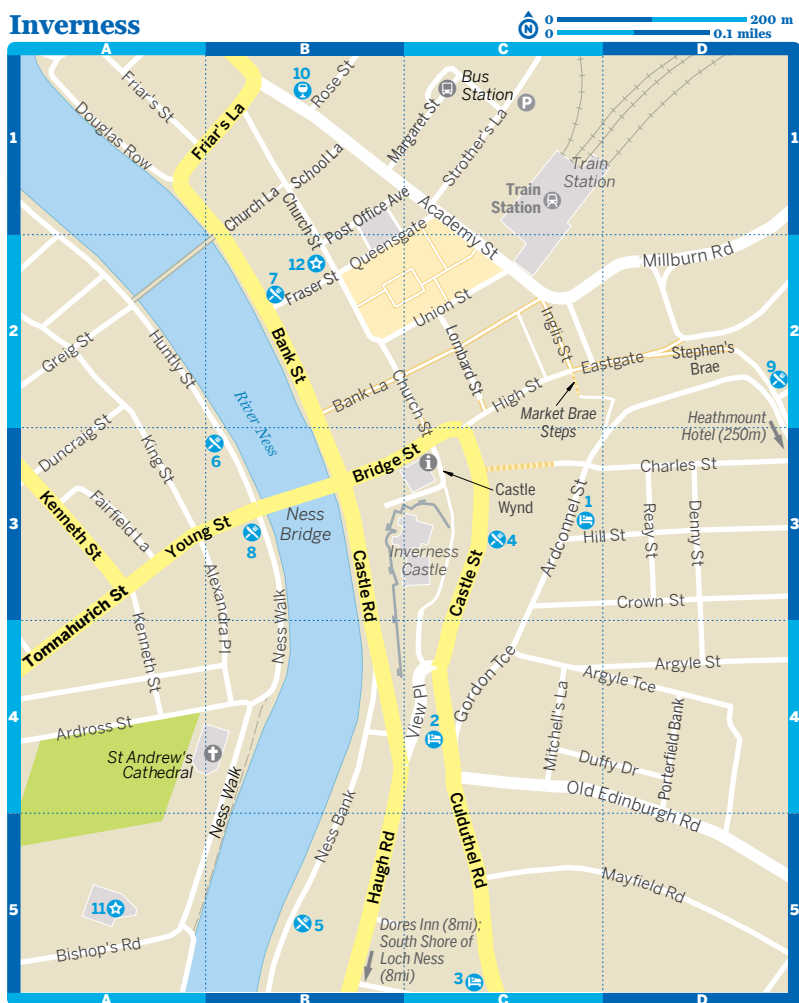 Inverness
N
0 200 m
0 0.1 miles
A B C D
1 1
2 2
3 3
4 4
5 5
A B C D
10
Rose St
Bus
Station
P
Friar's St
Douglas Row
Friar's La
Margaret St
Strother's La
School La
Train
Station
Train
Station
Church La
Church St
Post Office Ave
Academy St
Queensgate
12
7
Fraser St
Millburn Rd
Union St
Inglis St
Greig St
Huntly St
Bank St
Lombard St
Eastgate
Stephen's
Brae
9
Bank La
Church St
High St
Market Brae
Steps
River Ness
Heathmount
Hotel (250m)
Duncraig St
King St
6
Bridge St
i
Charles St
Castle
Wynd
Kenneth St
Fairfield La
Young St
8
Ness
Bridge
1
Inverness
Castle
4
Ardconnel St
Hill St
Reay St
Denny St
Castle St
Castle Rd
Tomnahurich St
Alexandra Pl
Ness Walk
Crown St
Kenneth St
Gordon Tce
Argyle St
Argyle Tce
View Pl
Mitchell's La
Porterfield Bank
Ardross St
2
St Andrew's
Cathedral
Duffy Dr
Old Edinburgh Rd
Ness Walk
Ness Bank
Haugh Rd
Culduthel Rd
Mayfield Rd
11
5
Dores Inn (8mi);
South Shore of
Loch Ness
(8mi)
Bishop's Rd
3